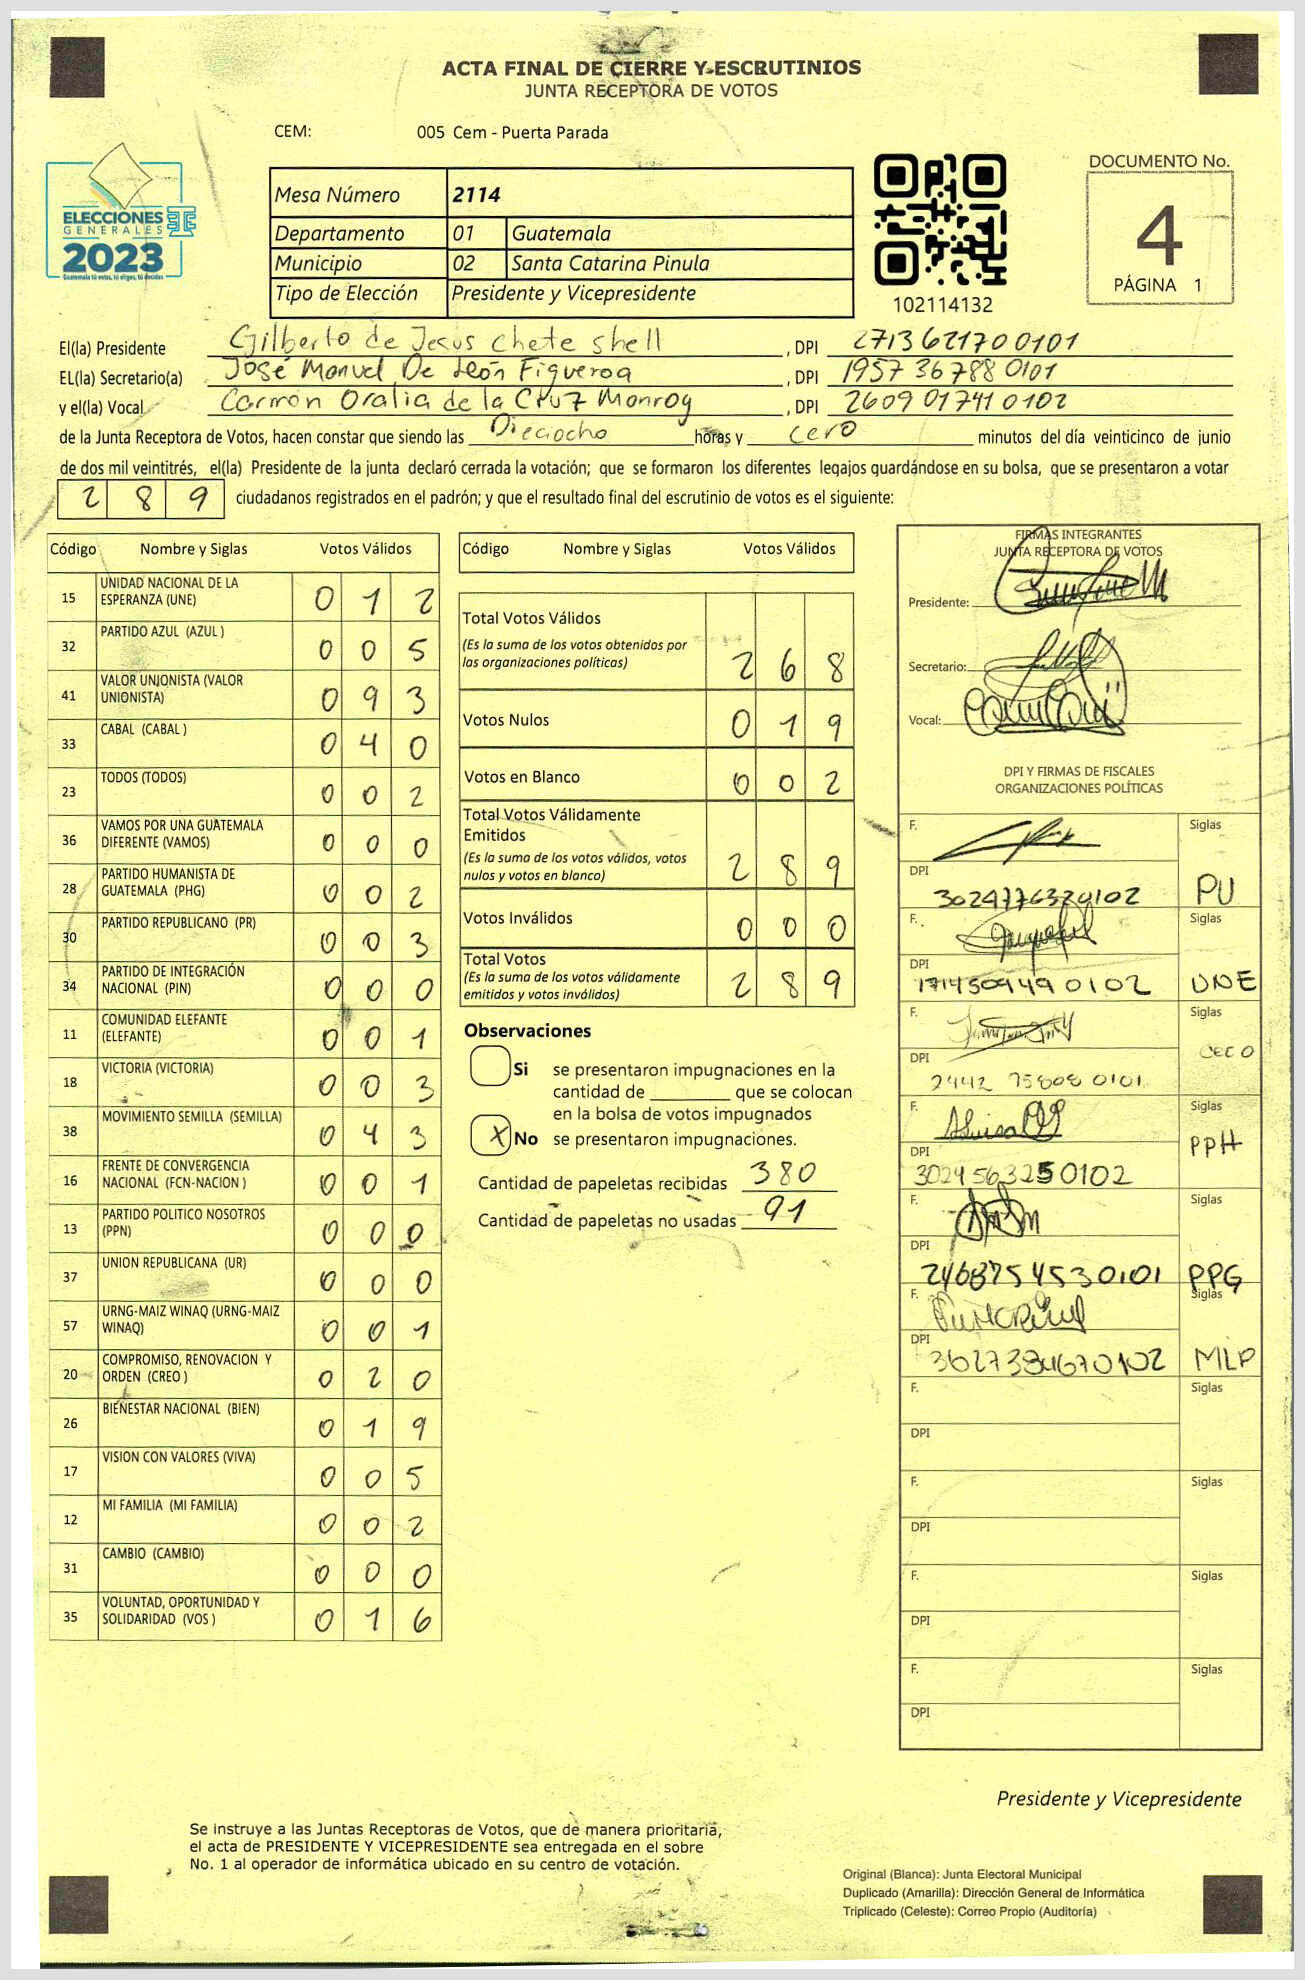 ACTA FINAL DE CIERRE Y ESCRUTINIOS
JUNTA RECEPTORA DE VOTOS
CEM: 005 Cem - Puerta Parada
ELECCIONES
GENERALES
2023
Guatemala tú votas, tú eliges, tú decides
Mesa Número 2114
Departamento 01 Guatemala
Municipio 02 Santa Catarina Pinula
Tipo de Elección Presidente y Vicepresidente
102114132
DOCUMENTO No.
4
PÁGINA 1
El(la) Presidente Gilberto de Jesus chete shell , DPI 2713621700101
EL(la) Secretario(a) José Manuel De León Figueroa , DPI 1957 36788 0101
y el(la) Vocal Carmon Oralia de la Cruz Monroy , DPI 2609 01741 0102
de la Junta Receptora de Votos, hacen constar que siendo las Dieciocho horas y cero minutos del día veinticinco de junio
de dos mil veintitrés, el(la) Presidente de la junta declaró cerrada la votación; que se formaron los diferentes legajos guardándose en su bolsa, que se presentaron a votar
2 8 9 ciudadanos registrados en el padrón; y que el resultado final del escrutinio de votos es el siguiente:
Código Nombre y Siglas Votos Válidos
15 UNIDAD NACIONAL DE LA ESPERANZA (UNE) 0 1 2
32 PARTIDO AZUL (AZUL ) 0 0 5
41 VALOR UNIONISTA (VALOR UNIONISTA) 0 9 3
33 CABAL (CABAL ) 0 4 0
23 TODOS (TODOS) 0 0 2
36 VAMOS POR UNA GUATEMALA DIFERENTE (VAMOS) 0 0 0
28 PARTIDO HUMANISTA DE GUATEMALA (PHG) 0 0 2
30 PARTIDO REPUBLICANO (PR) 0 0 3
34 PARTIDO DE INTEGRACIÓN NACIONAL (PIN) 0 0 0
11 COMUNIDAD ELEFANTE (ELEFANTE) 0 0 1
18 VICTORIA (VICTORIA) 0 0 3
38 MOVIMIENTO SEMILLA (SEMILLA) 0 4 3
16 FRENTE DE CONVERGENCIA NACIONAL (FCN-NACION ) 0 0 1
13 PARTIDO POLITICO NOSOTROS (PPN) 0 0 0
37 UNION REPUBLICANA (UR) 0 0 0
57 URNG-MAIZ WINAQ (URNG-MAIZ WINAQ) 0 0 1
20 COMPROMISO, RENOVACION Y ORDEN (CREO ) 0 2 0
26 BIENESTAR NACIONAL (BIEN) 0 1 9
17 VISION CON VALORES (VIVA) 0 0 5
12 MI FAMILIA (MI FAMILIA) 0 0 2
31 CAMBIO (CAMBIO) 0 0 0
35 VOLUNTAD, OPORTUNIDAD Y SOLIDARIDAD (VOS ) 0 1 6
Código Nombre y Siglas Votos Válidos
Total Votos Válidos
(Es la suma de los votos obtenidos por
las organizaciones políticas) 2 6 8
Votos Nulos 0 1 9
Votos en Blanco 0 0 2
Total Votos Válidamente
Emitidos
(Es la suma de los votos válidos, votos
nulos y votos en blanco) 2 8 9
Votos Inválidos 0 0 0
Total Votos
(Es la suma de los votos válidamente
emitidos y votos inválidos) 2 8 9
Observaciones
Si se presentaron impugnaciones en la
cantidad de ________ que se colocan
en la bolsa de votos impugnados
X No se presentaron impugnaciones.
Cantidad de papeletas recibidas 380
Cantidad de papeletas no usadas 91
FIRMAS INTEGRANTES
JUNTA RECEPTORA DE VOTOS
Presidente:
Secretario:
Vocal:
DPI Y FIRMAS DE FISCALES
ORGANIZACIONES POLÍTICAS
F. Siglas
DPI PU
F. Siglas
DPI 171450949 0102 UNE
F. Siglas
DPI 2442 75808 0101
F. Siglas
DPI 3024563250102 PPH
F. Siglas
DPI 2468754530101 PPG
F. Siglas
DPI 3627384670102 MLP
F. Siglas
DPI
F. Siglas
DPI
F. Siglas
DPI
F. Siglas
DPI
Presidente y Vicepresidente
Se instruye a las Juntas Receptoras de Votos, que de manera prioritaria,
el acta de PRESIDENTE Y VICEPRESIDENTE sea entregada en el sobre
No. 1 al operador de informática ubicado en su centro de votación.
Original (Blanca): Junta Electoral Municipal
Duplicado (Amarilla): Dirección General de Informática
Triplicado (Celeste): Correo Propio (Auditoría)